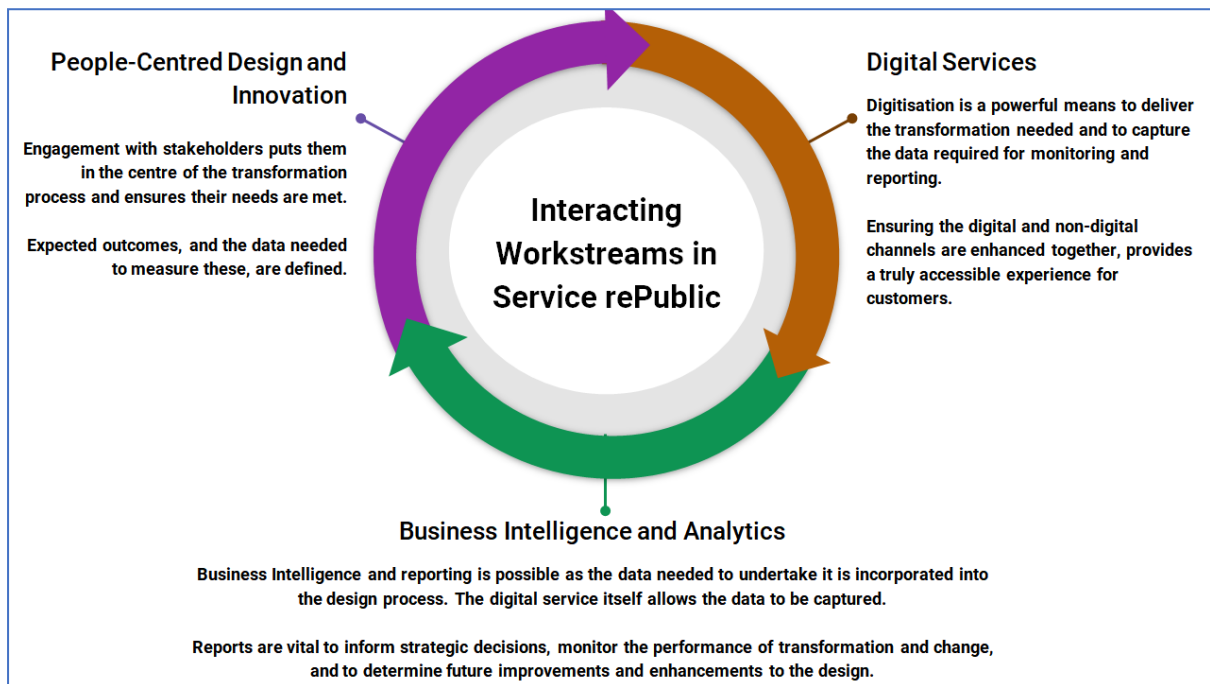 People-Centred Design and
Innovation
Engagement with stakeholders puts them
in the centre of the transformation
process and ensures their needs are met.
Expected outcomes, and the data needed
to measure these, are defined.
Interacting
Workstreams in
Service rePublic
Digital Services
Digitisation is a powerful means to deliver
the transformation needed and to capture
the data required for monitoring and
reporting.
Ensuring the digital and non-digital
channels are enhanced together, provides
a truly accessible experience for
customers.
Business Intelligence and Analytics
Business Intelligence and reporting is possible as the data needed to undertake it is incorporated into
the design process. The digital service itself allows the data to be captured.
Reports are vital to inform strategic decisions, monitor the performance of transformation and change,
and to determine future improvements and enhancements to the design.